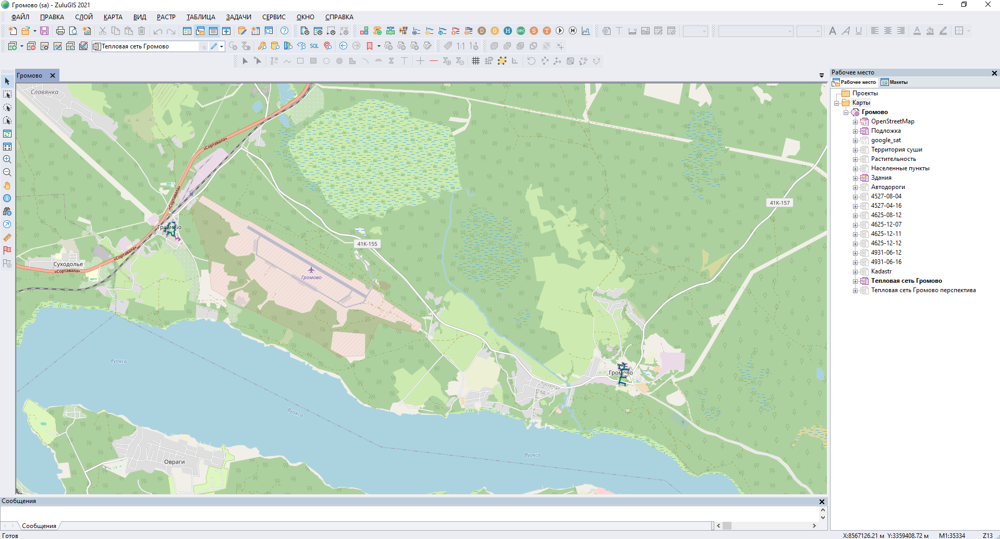 Громово (sa) - ZuluGIS 2021
ФАЙЛ ПРАВКА СЛОЙ КАРТА ВИД РАСТР ТАБЛИЦА ЗАДАЧИ СЕРВИС ОКНО СПРАВКА
D G H OPC S T
Тепловая сеть Громово
SQL 1:1
Громово
Славянка
«Сортавала»
«Сортавала»
41К-157
Громово
41К-155
«Сортавала»
Суходолье
«Сортавала»
Громово
Вуокса
Громово
Вуокса
Вуокса
Овраги
Рабочее место
Рабочее место Макеты
Проекты
Карты
Громово
OpenStreetMap
Подложка
google_sat
Территория суши
Растительность
Населенные пункты
Здания
Автодороги
4527-08-04
4527-04-16
4625-08-12
4625-12-07
4625-12-11
4625-12-12
4931-06-12
4931-06-16
Kadastr
Тепловая сеть Громово
Тепловая сеть Громово перспектива
Сообщения
Сообщения
Готов
X:8567126.21 м Y:3359408.72 м M1:35334 Z13